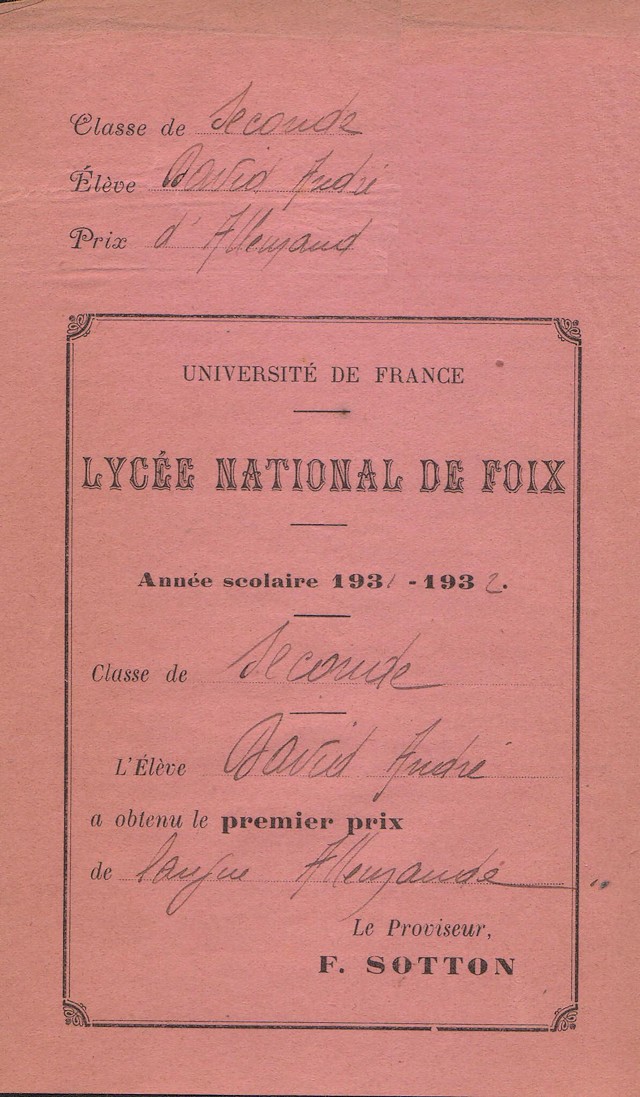 Classe de Seconde
Élève David André
Prix d'Allemand
UNIVERSITÉ DE FRANCE
LYCÉE NATIONAL DE FOIX
Année scolaire 1931-1932.
Classe de Seconde
L'Élève David André
a obtenu le premier prix
de langue Allemande
Le Proviseur,
F. SOTTON